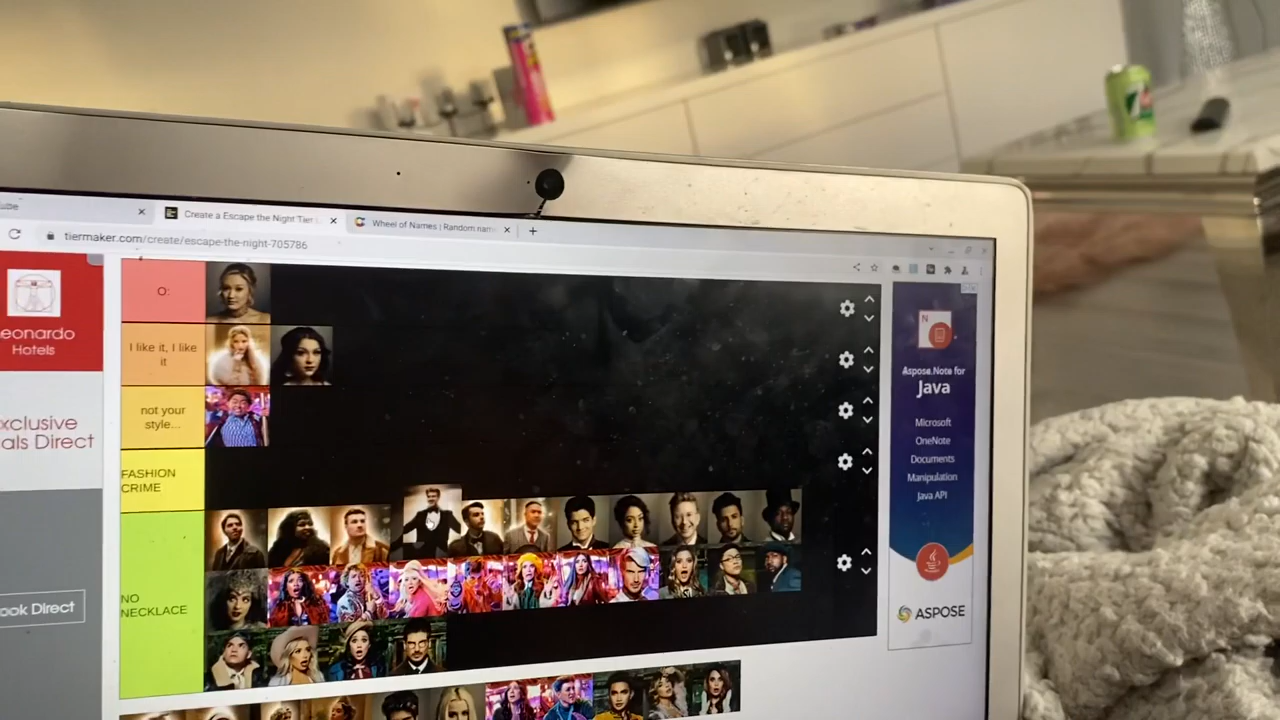 Create a Escape the Night Tier
Wheel of Names | Random name
tiermaker.com/create/escape-the-night-705786
eonardo
Hotels
xclusive
als Direct
ook Direct
O:
I like it, I like
it
not your
style...
FASHION
CRIME
NO
NECKLACE
N
Aspose.Note for
Java
Microsoft
OneNote
Documents
Manipulation
Java API
ASPOSE
7